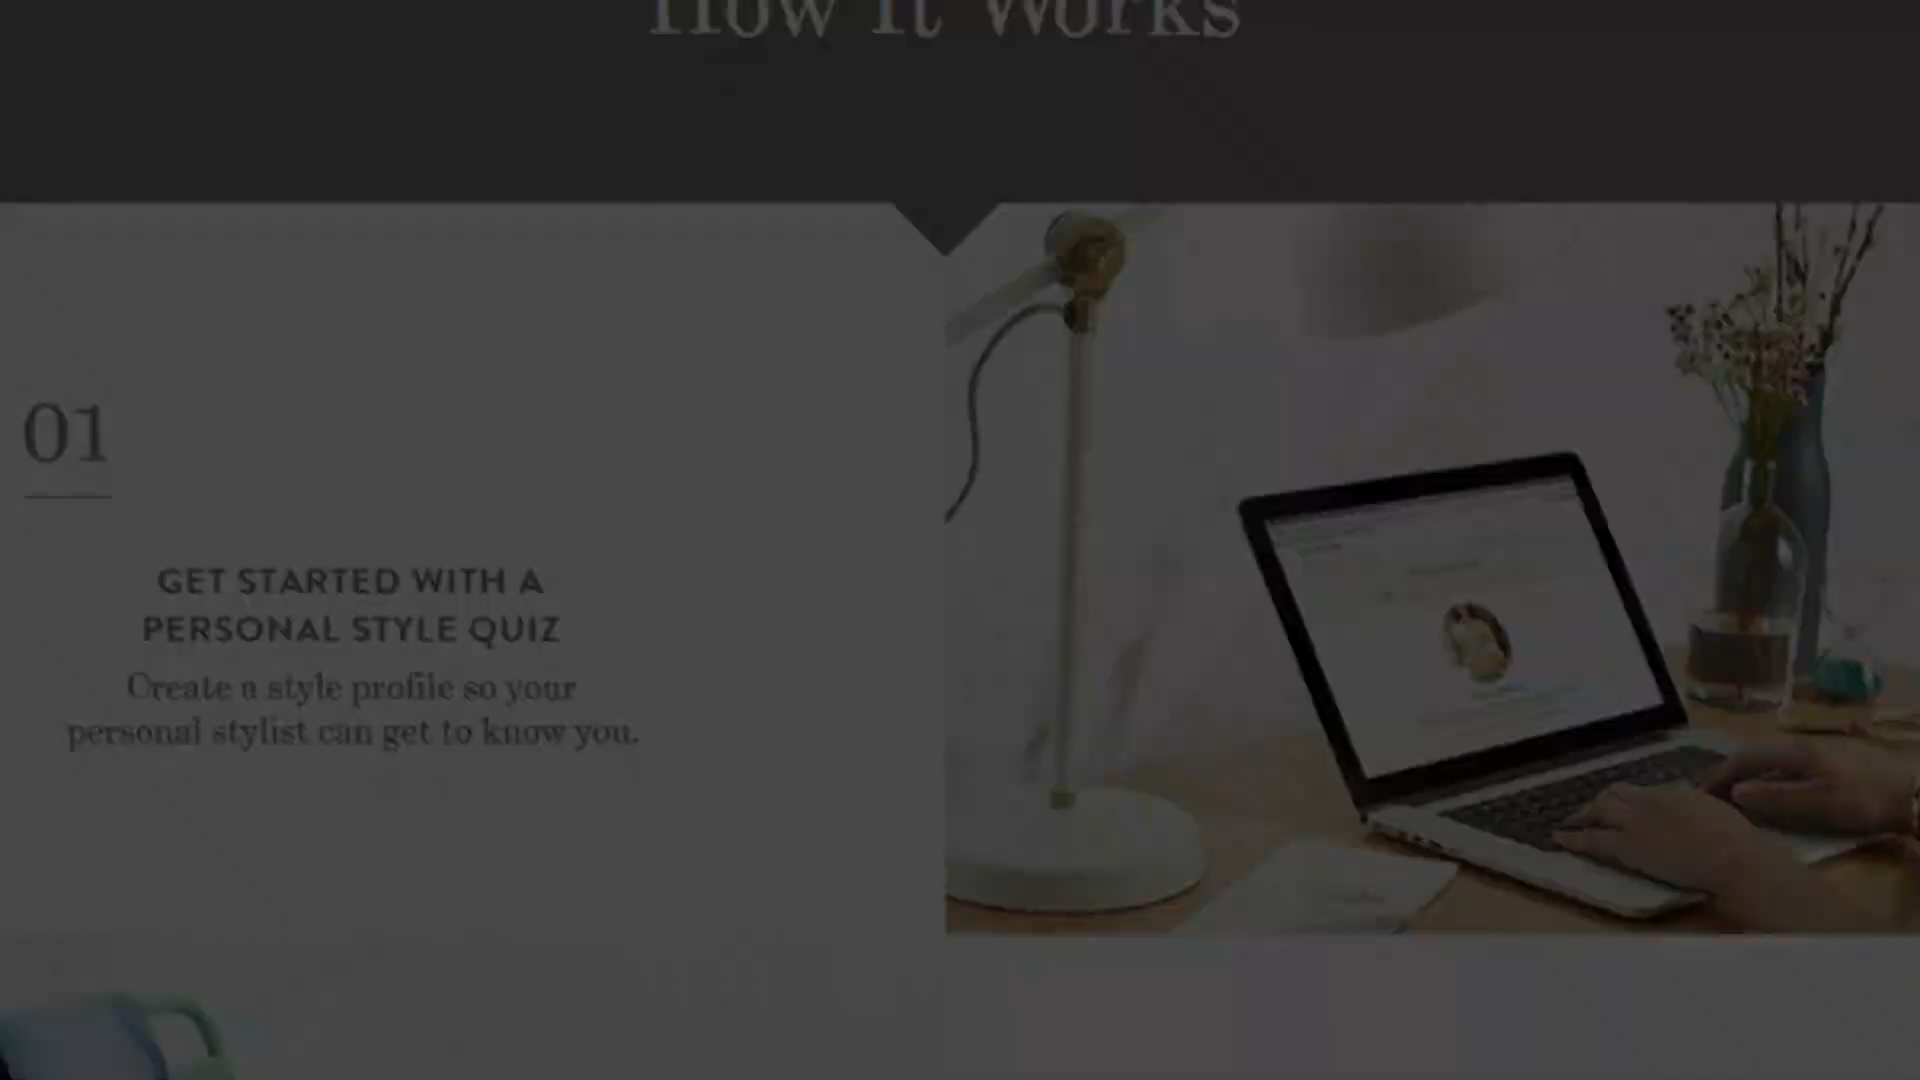 How It Works
01
GET STARTED WITH A
PERSONAL STYLE QUIZ
Create a style profile so your
personal stylist can get to know you.